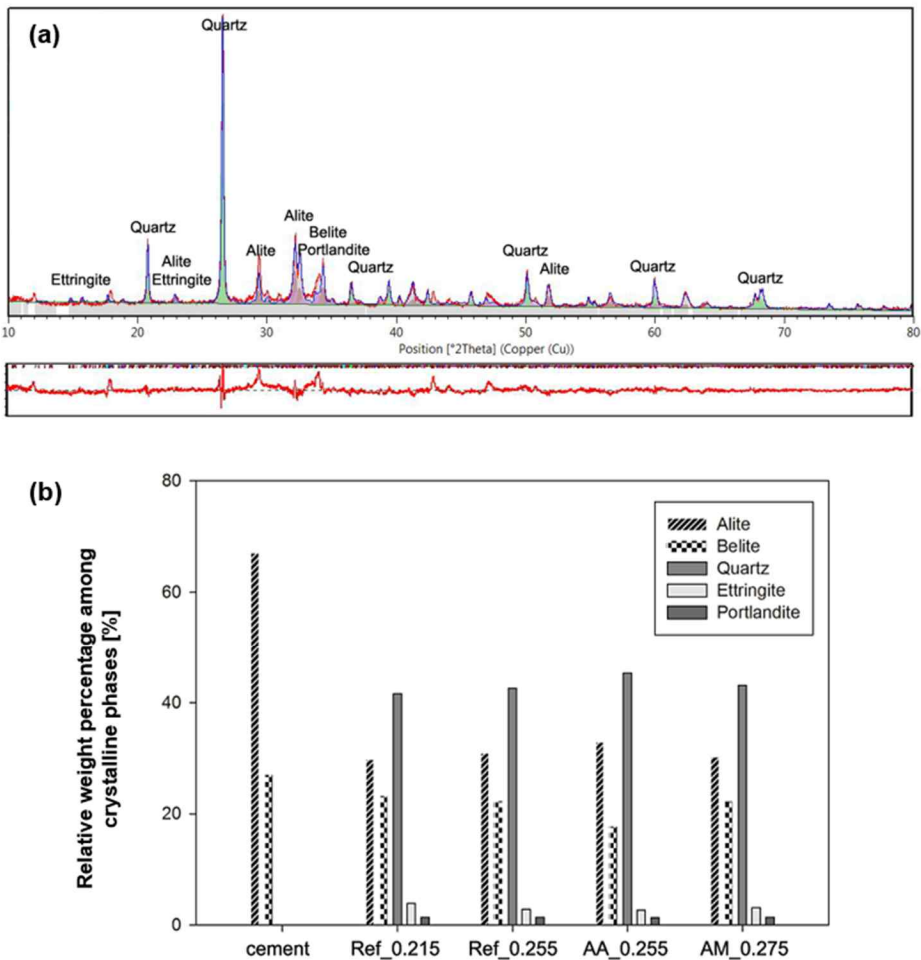 (a)
Quartz
Quartz
Alite
Ettringite
Ettringite
Alite
Alite
Belite
Portlandite
Quartz
Quartz
Alite
Quartz
Quartz
10 20 30 40 50 60 70 80
Position [°2Theta] (Copper (Cu))
(b)
Relative weight percentage among
crystalline phases [%]
80
60
40
20
0
Alite
Belite
Quartz
Ettringite
Portlandite
cement Ref_0.215 Ref_0.255 AA_0.255 AM_0.275